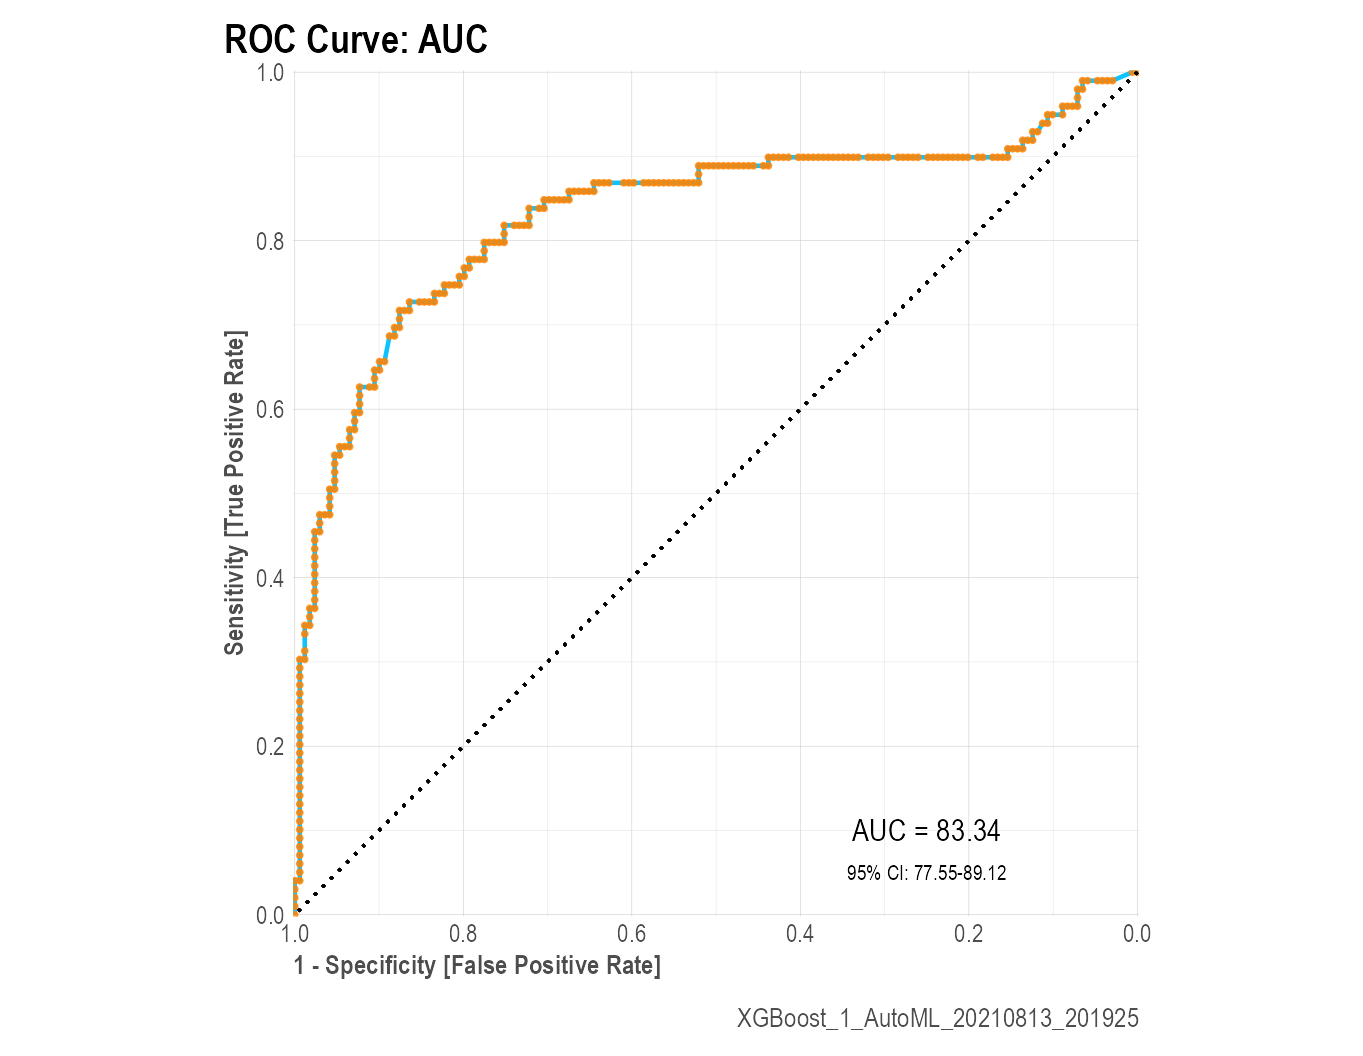 ROC Curve: AUC
1.0
0.8
0.6
0.4
0.2
0.0
Sensitivity [True Positive Rate]
AUC = 83.34
95% CI: 77.55-89.12
1.0 0.8 0.6 0.4 0.2 0.0
1 - Specificity [False Positive Rate]
XGBoost_1_AutoML_20210813_201925